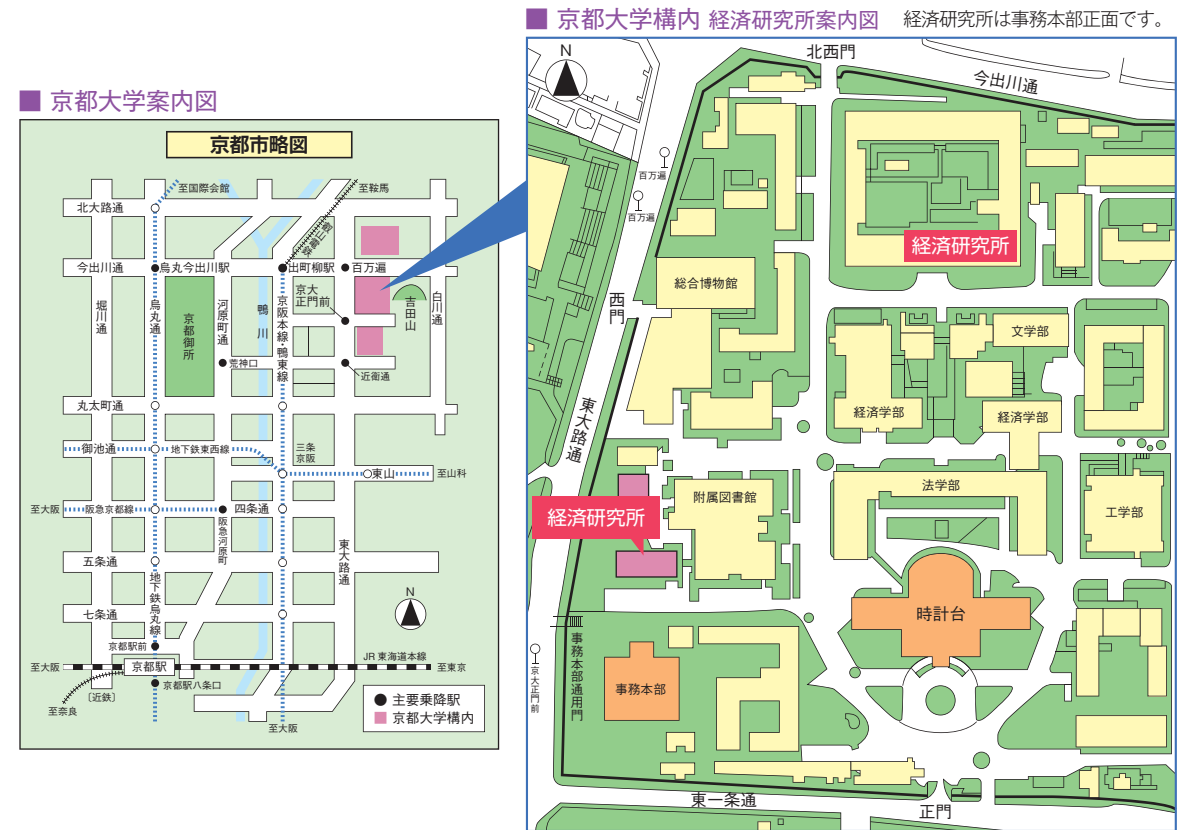 ■ 京都大学構内 経済研究所案内図 経済研究所は事務本部正面です。
■ 京都大学案内図
京都市略図
至国際会館
至鞍馬
北大路通
叡山電鉄
今出川通
烏丸今出川駅
出町柳駅
百万遍
堀川通
烏丸通
京都御所
河原町通
鴨川
京阪本線・鴨東線
京大正門前
吉田山
白川通
荒神口
近衛通
丸太町通
御池通
地下鉄東西線
三条京阪
東山
至山科
至大阪
阪急京都線
四条通
阪急河原町
五条通
地下鉄烏丸線
東大路通
七条通
N
京都駅前
至大阪
京都駅
JR東海道本線
至東京
〔近鉄〕
京都駅八条口
至奈良
至大阪
● 主要乗降駅
■ 京都大学構内
N
北西門
今出川通
百万遍
百万遍
経済研究所
総合博物館
西門
文学部
経済学部
経済学部
東大路通
附属図書館
法学部
工学部
経済研究所
時計台
事務本部通用門
事務本部
京大正門前
東一条通
正門